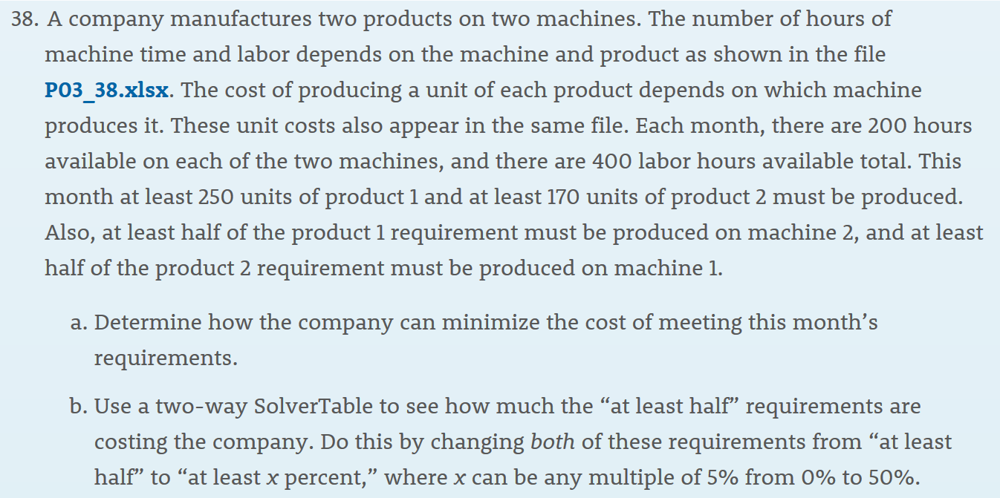 38. A company manufactures two products on two machines. The number of hours of
machine time and labor depends on the machine and product as shown in the file
P03_38.xlsx. The cost of producing a unit of each product depends on which machine
produces it. These unit costs also appear in the same file. Each month, there are 200 hours
available on each of the two machines, and there are 400 labor hours available total. This
month at least 250 units of product 1 and at least 170 units of product 2 must be produced.
Also, at least half of the product 1 requirement must be produced on machine 2, and at least
half of the product 2 requirement must be produced on machine 1.
a. Determine how the company can minimize the cost of meeting this month’s
requirements.
b. Use a two-way SolverTable to see how much the “at least half” requirements are
costing the company. Do this by changing both of these requirements from “at least
half” to “at least x percent,” where x can be any multiple of 5% from 0% to 50%.